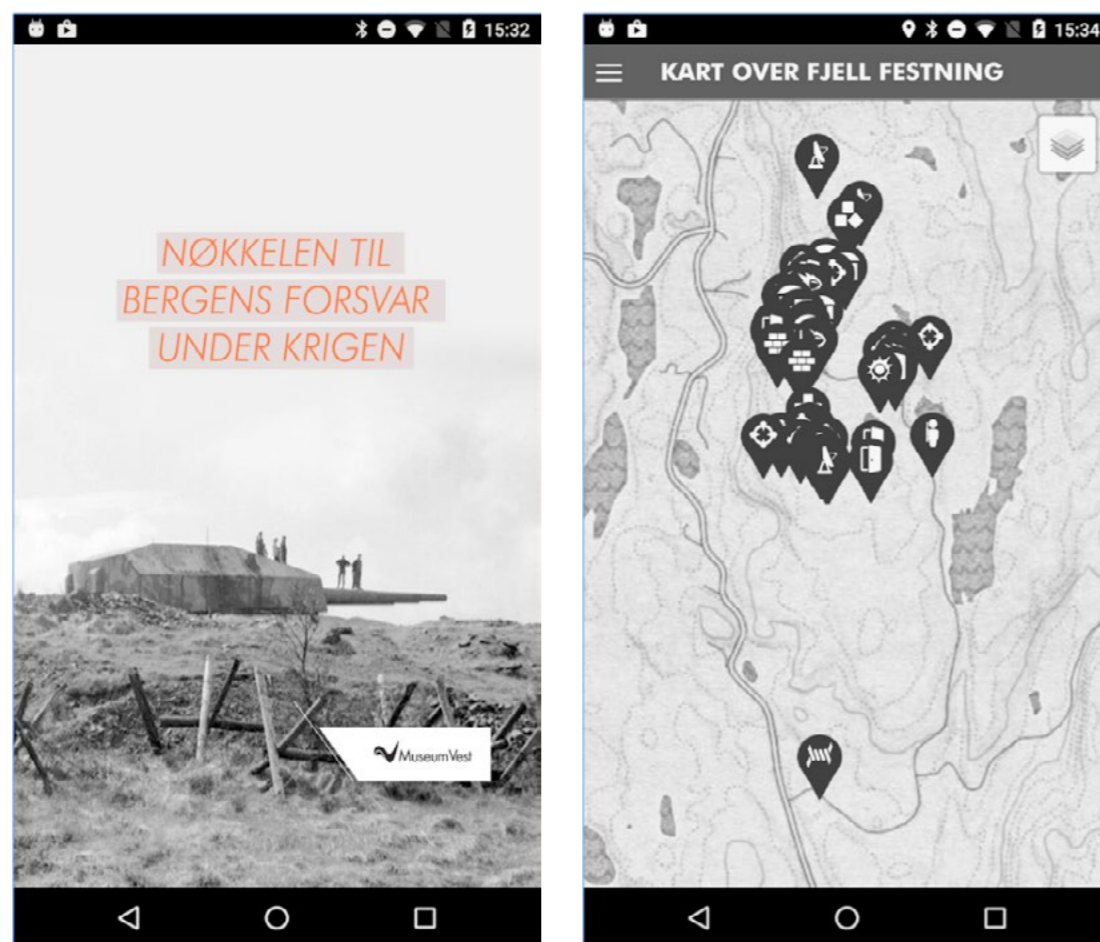 15:32
NØKKELEN TIL
BERGENS FORSVAR
UNDER KRIGEN
MuseumVest
15:34
KART OVER FJELL FESTNING